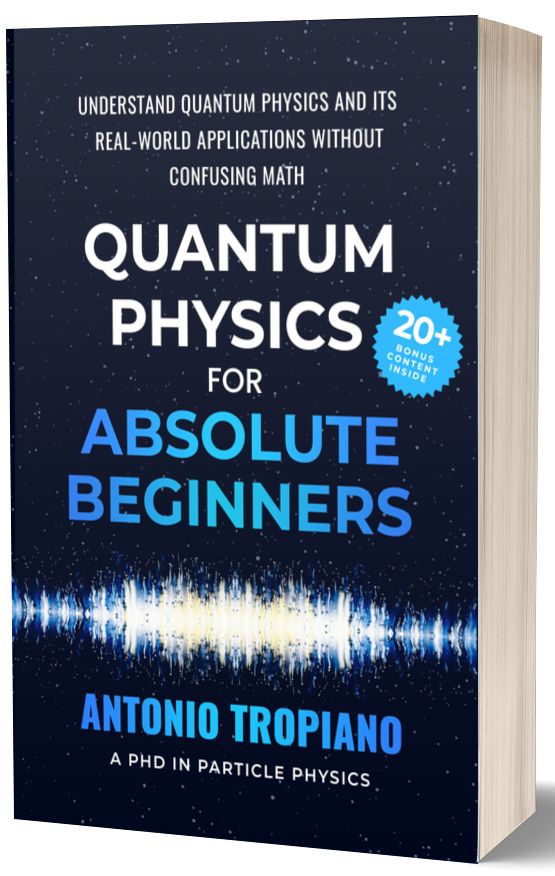 UNDERSTAND QUANTUM PHYSICS AND ITS
REAL-WORLD APPLICATIONS WITHOUT
CONFUSING MATH
QUANTUM
PHYSICS
FOR
20+
BONUS
CONTENT
INSIDE
ABSOLUTE
BEGINNERS
ANTONIO TROPIANO
A PHD IN PARTICLE PHYSICS